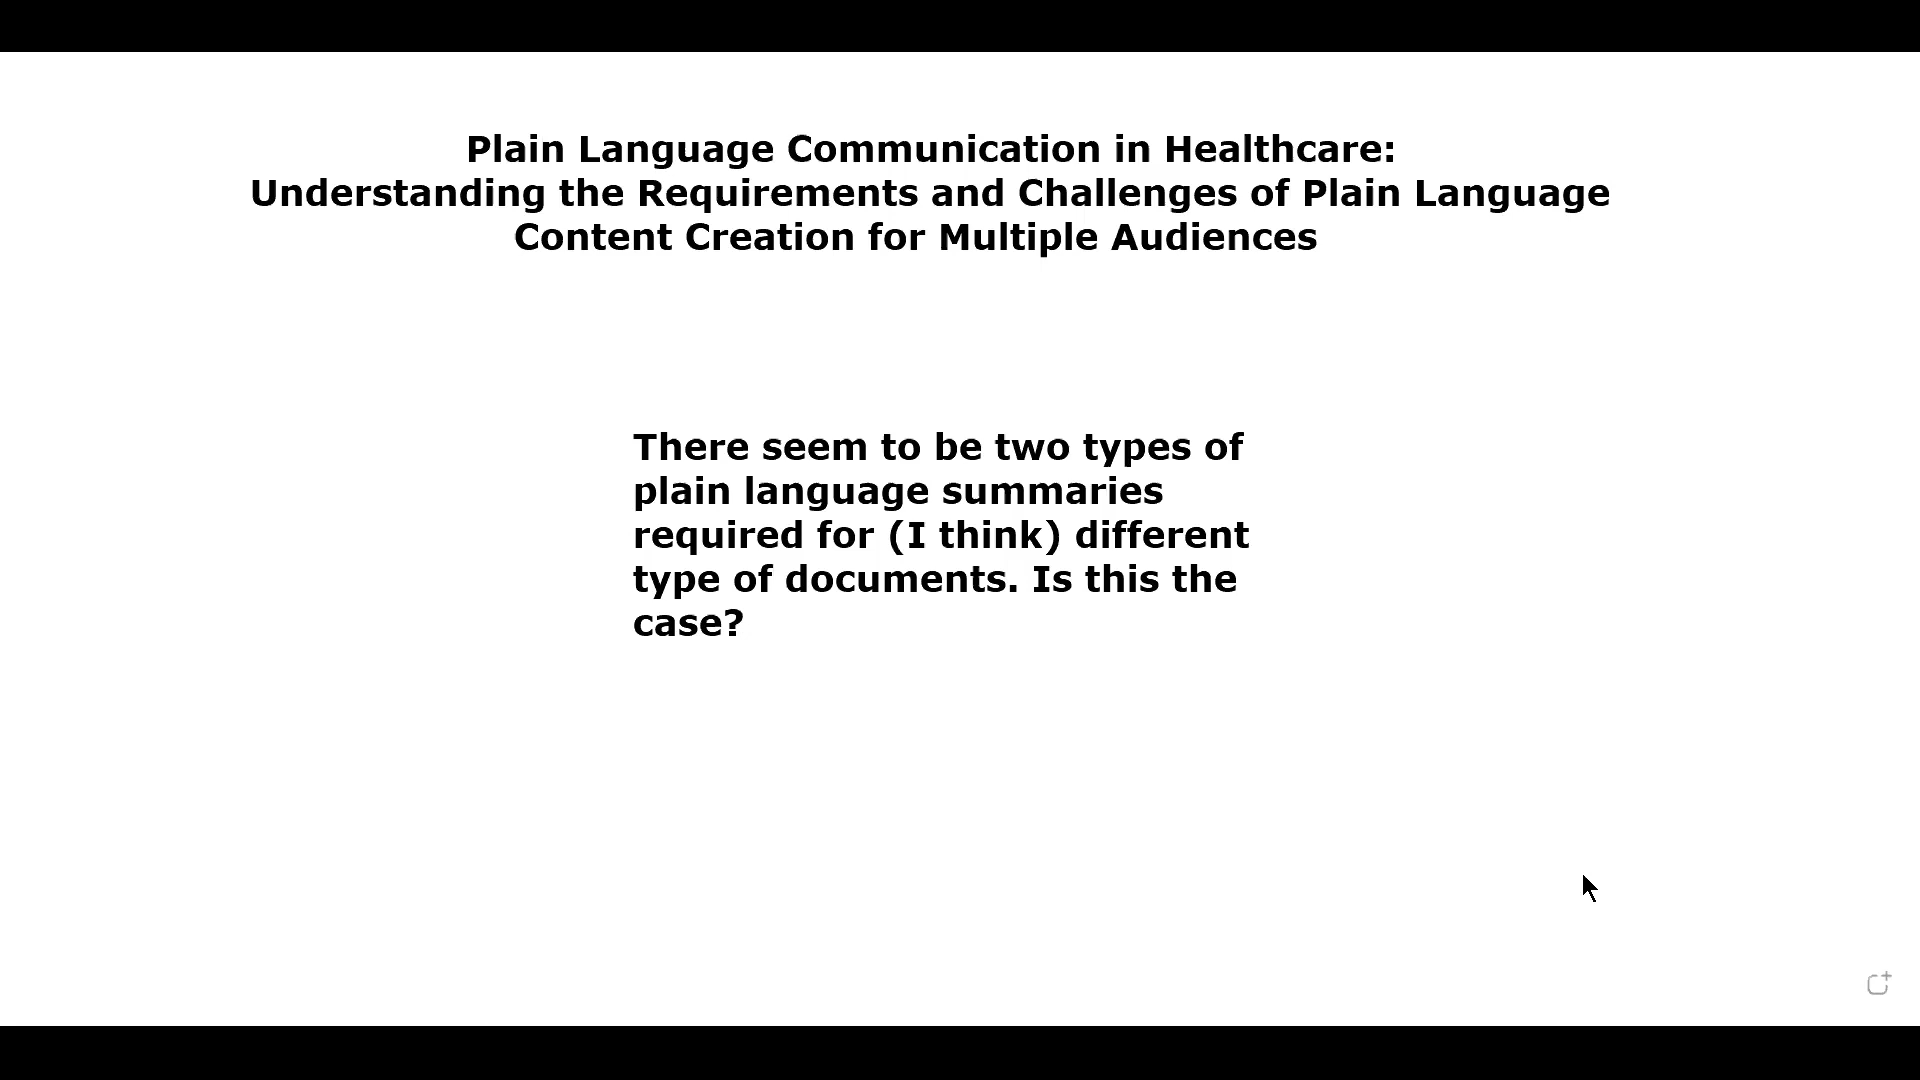 Plain Language Communication in Healthcare:
Understanding the Requirements and Challenges of Plain Language
Content Creation for Multiple Audiences
There seem to be two types of
plain language summaries
required for (I think) different
type of documents. Is this the
case?